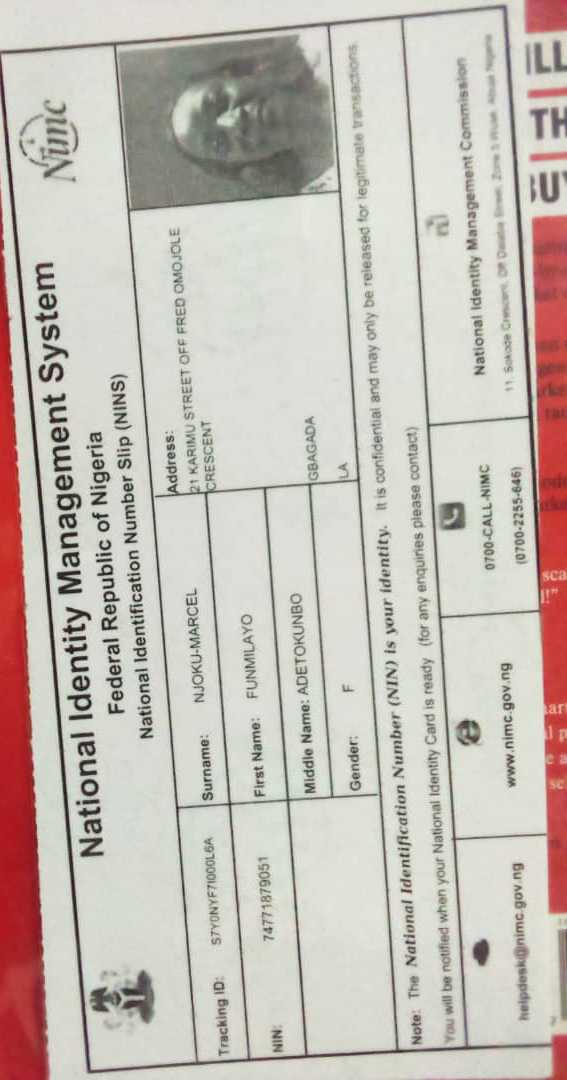 National Identity Management System
Federal Republic of Nigeria
National Identification Number Slip (NINS)
Nimc
Tracking ID: S7Y0NYF7I000L6A
Surname: NJOKU-MARCEL
Address:
21 KARIMU STREET OFF FRED OMOJOLE
CRESCENT
NIN: 74771879051
First Name: FUNMILAYO
Middle Name: ADETOKUNBO
GBAGADA
Gender: F
LA
Note: The National Identification Number (NIN) is your identity. It is confidential and may only be released for legitimate transactions.
You will be notified when your National Identity Card is ready (for any enquiries please contact)
helpdesk@nimc.gov.ng
www.nimc.gov.ng
0700-CALL-NIMC
(0700-2255-646)
National Identity Management Commission
11, Sokode Crescent, Off Dalaba Street, Zone 5 Wuse, Abuja Nigeria